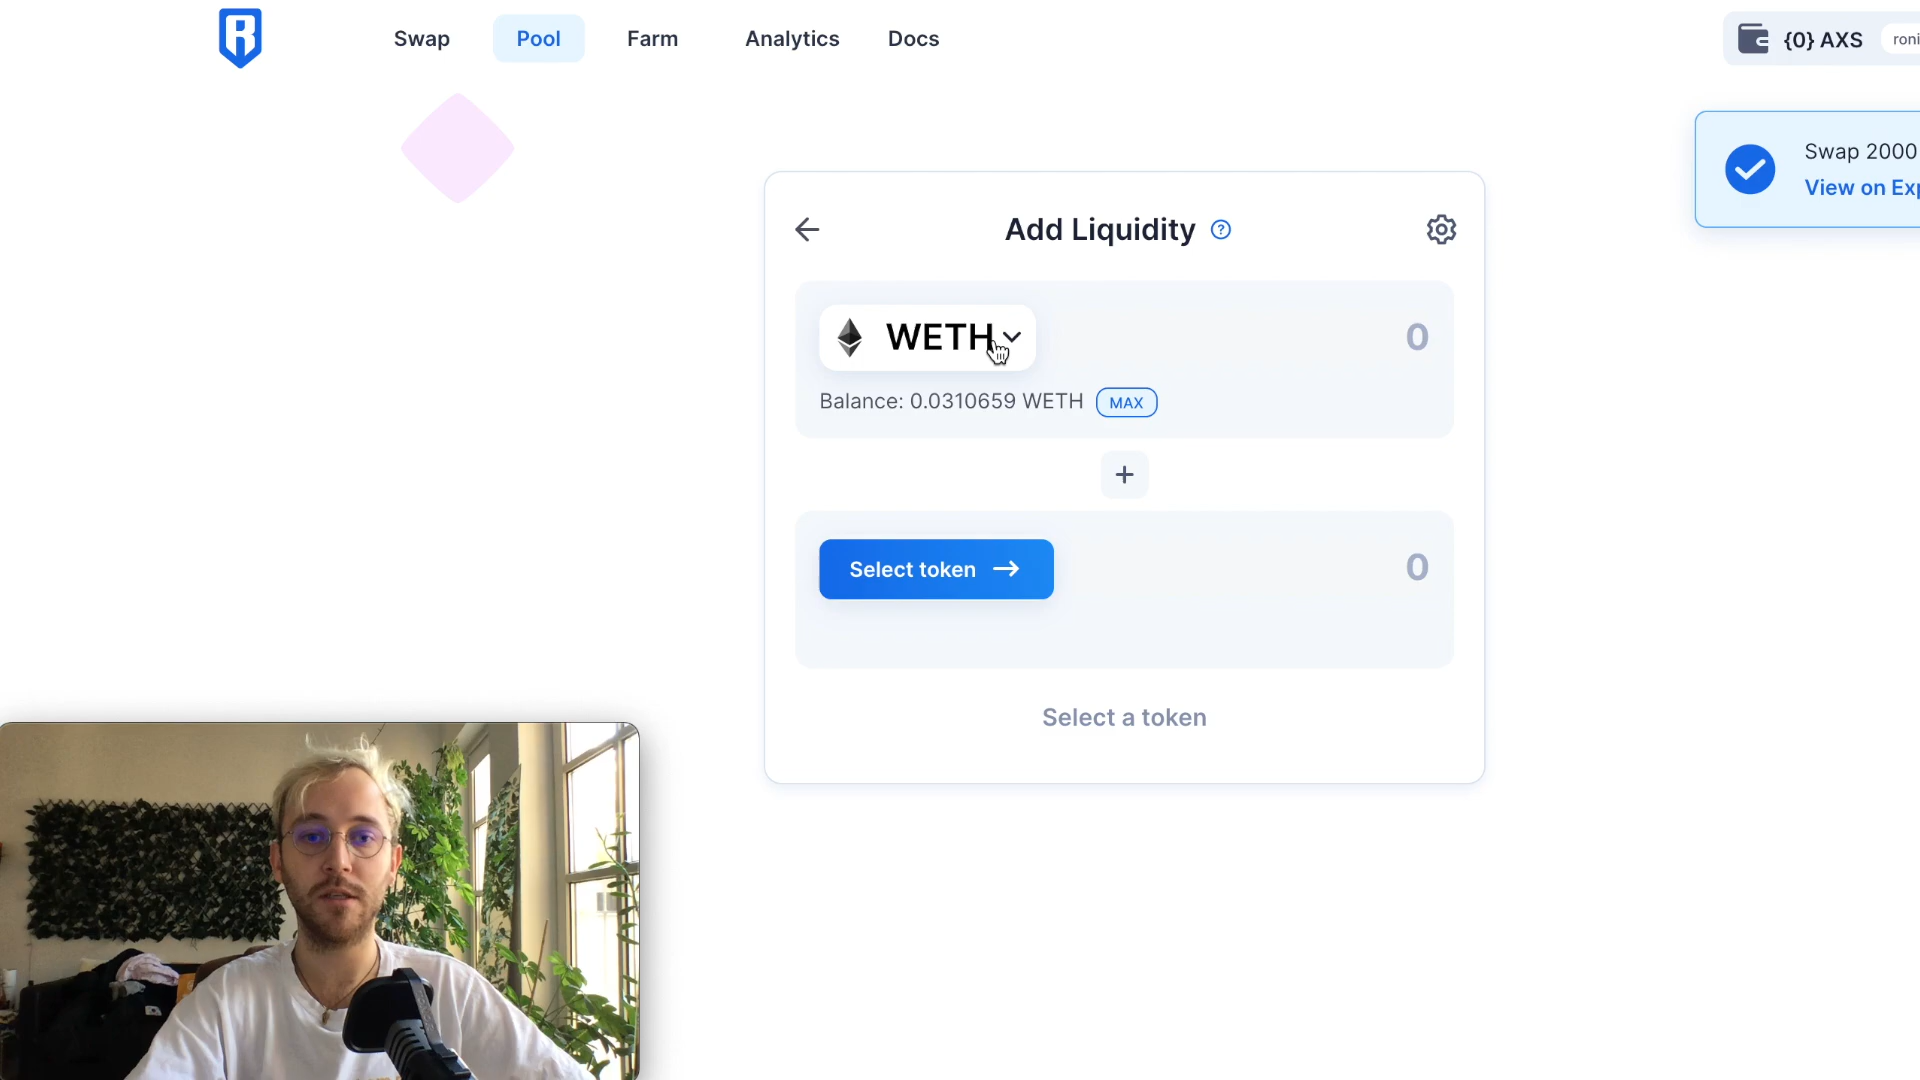 Swap
Pool
Farm
Analytics
Docs
{0} AXS
roni
Swap 2000
View on Exp
Add Liquidity
WETH
0
Balance: 0.0310659 WETH
MAX
Select token
0
Select a token